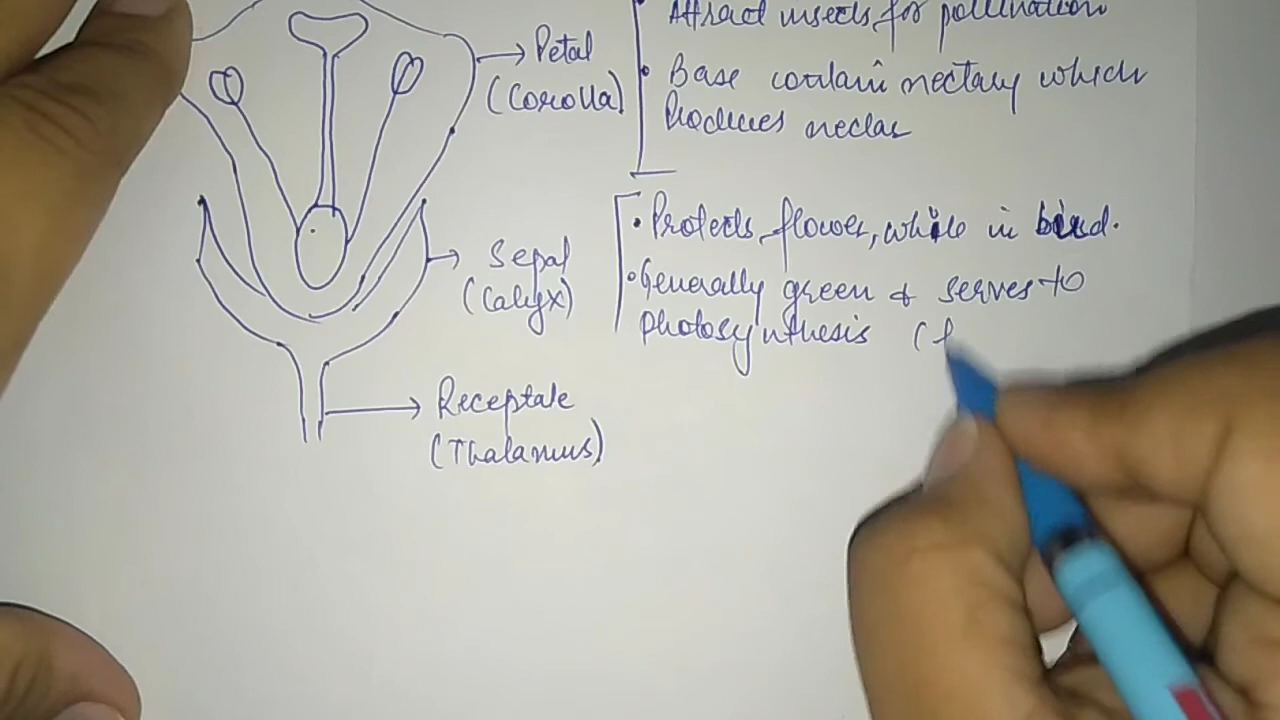 Attract insects, for pollination
Petal
(Corolla)
• Base contain nectary which
Produces nectar
• Protects, flower, while in bud.
Sepal
(Calyx)
• Generally green & serves to
photosynthesis (
Receptale
(Thalamus)